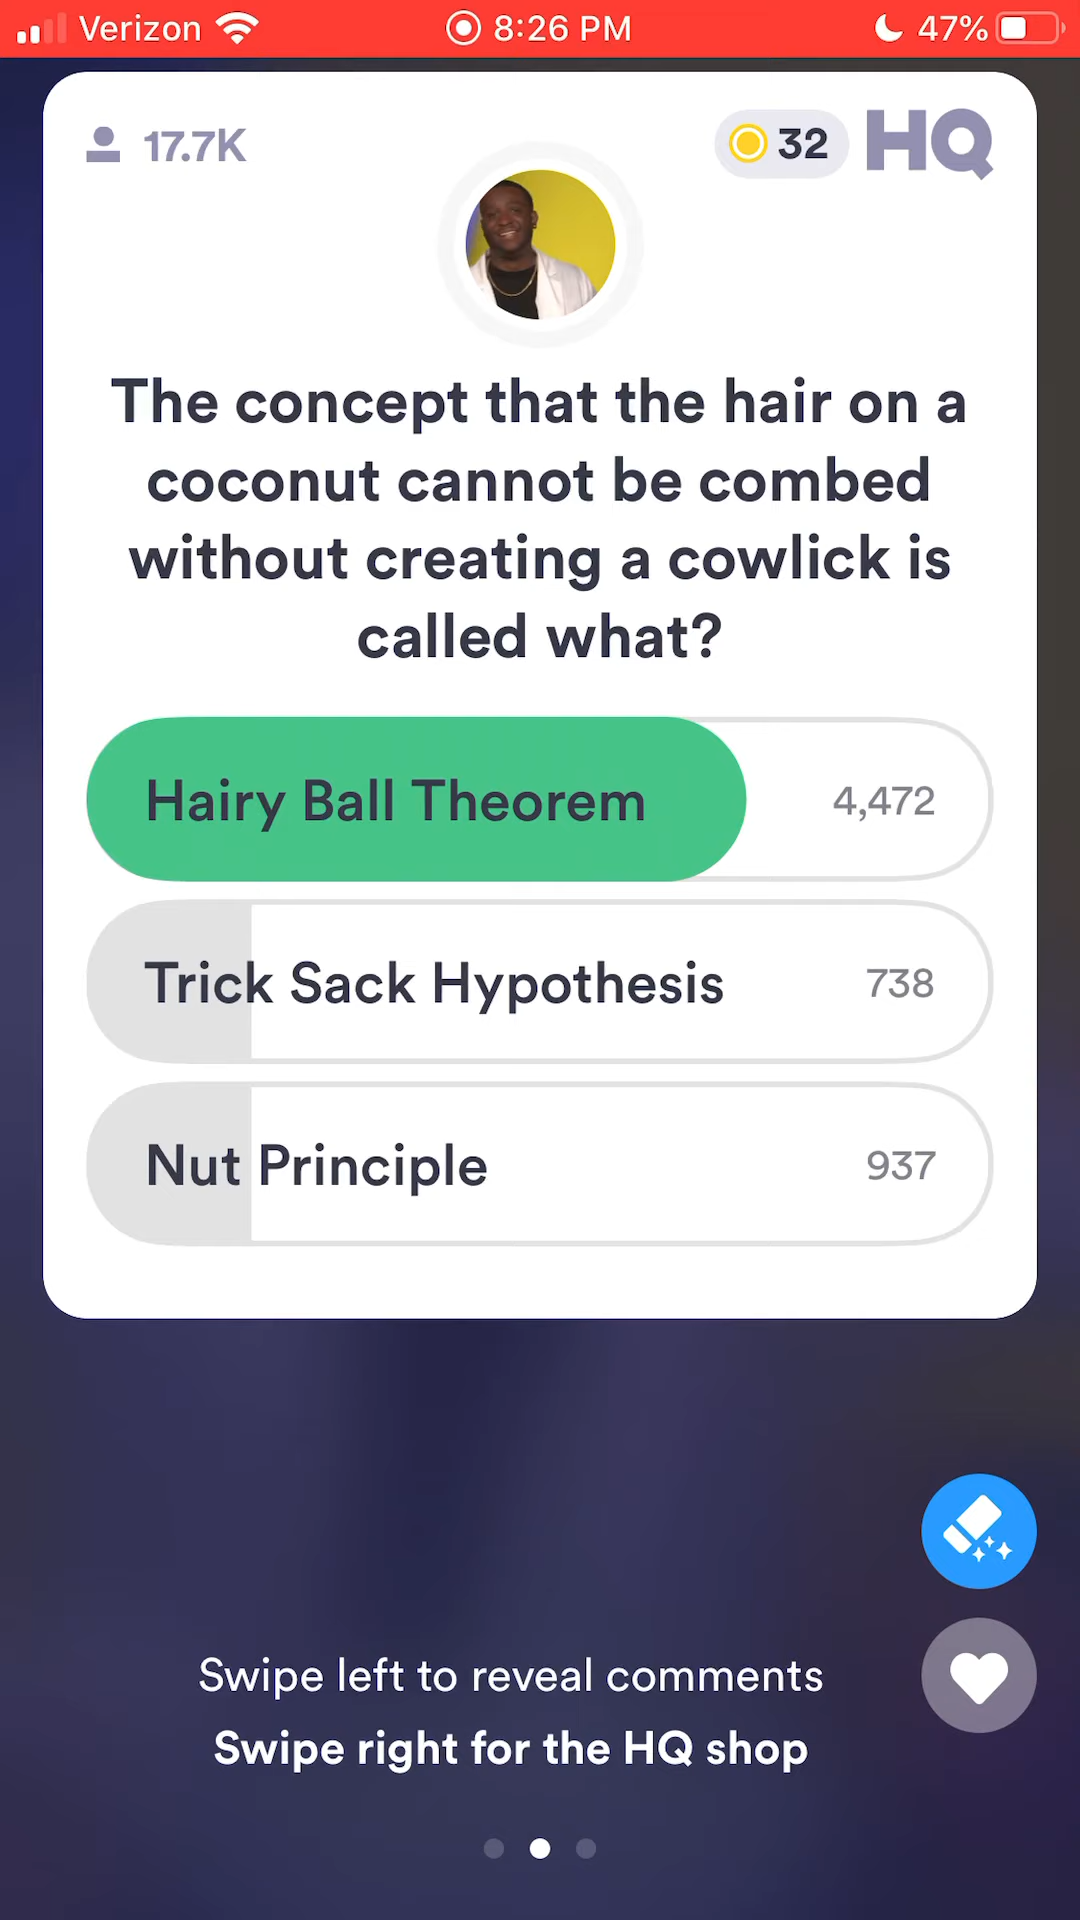 Verizon 8:26 PM 47%
17.7K 32 HQ
The concept that the hair on a
coconut cannot be combed
without creating a cowlick is
called what?
Hairy Ball Theorem 4,472
Trick Sack Hypothesis 738
Nut Principle 937
Swipe left to reveal comments
Swipe right for the HQ shop